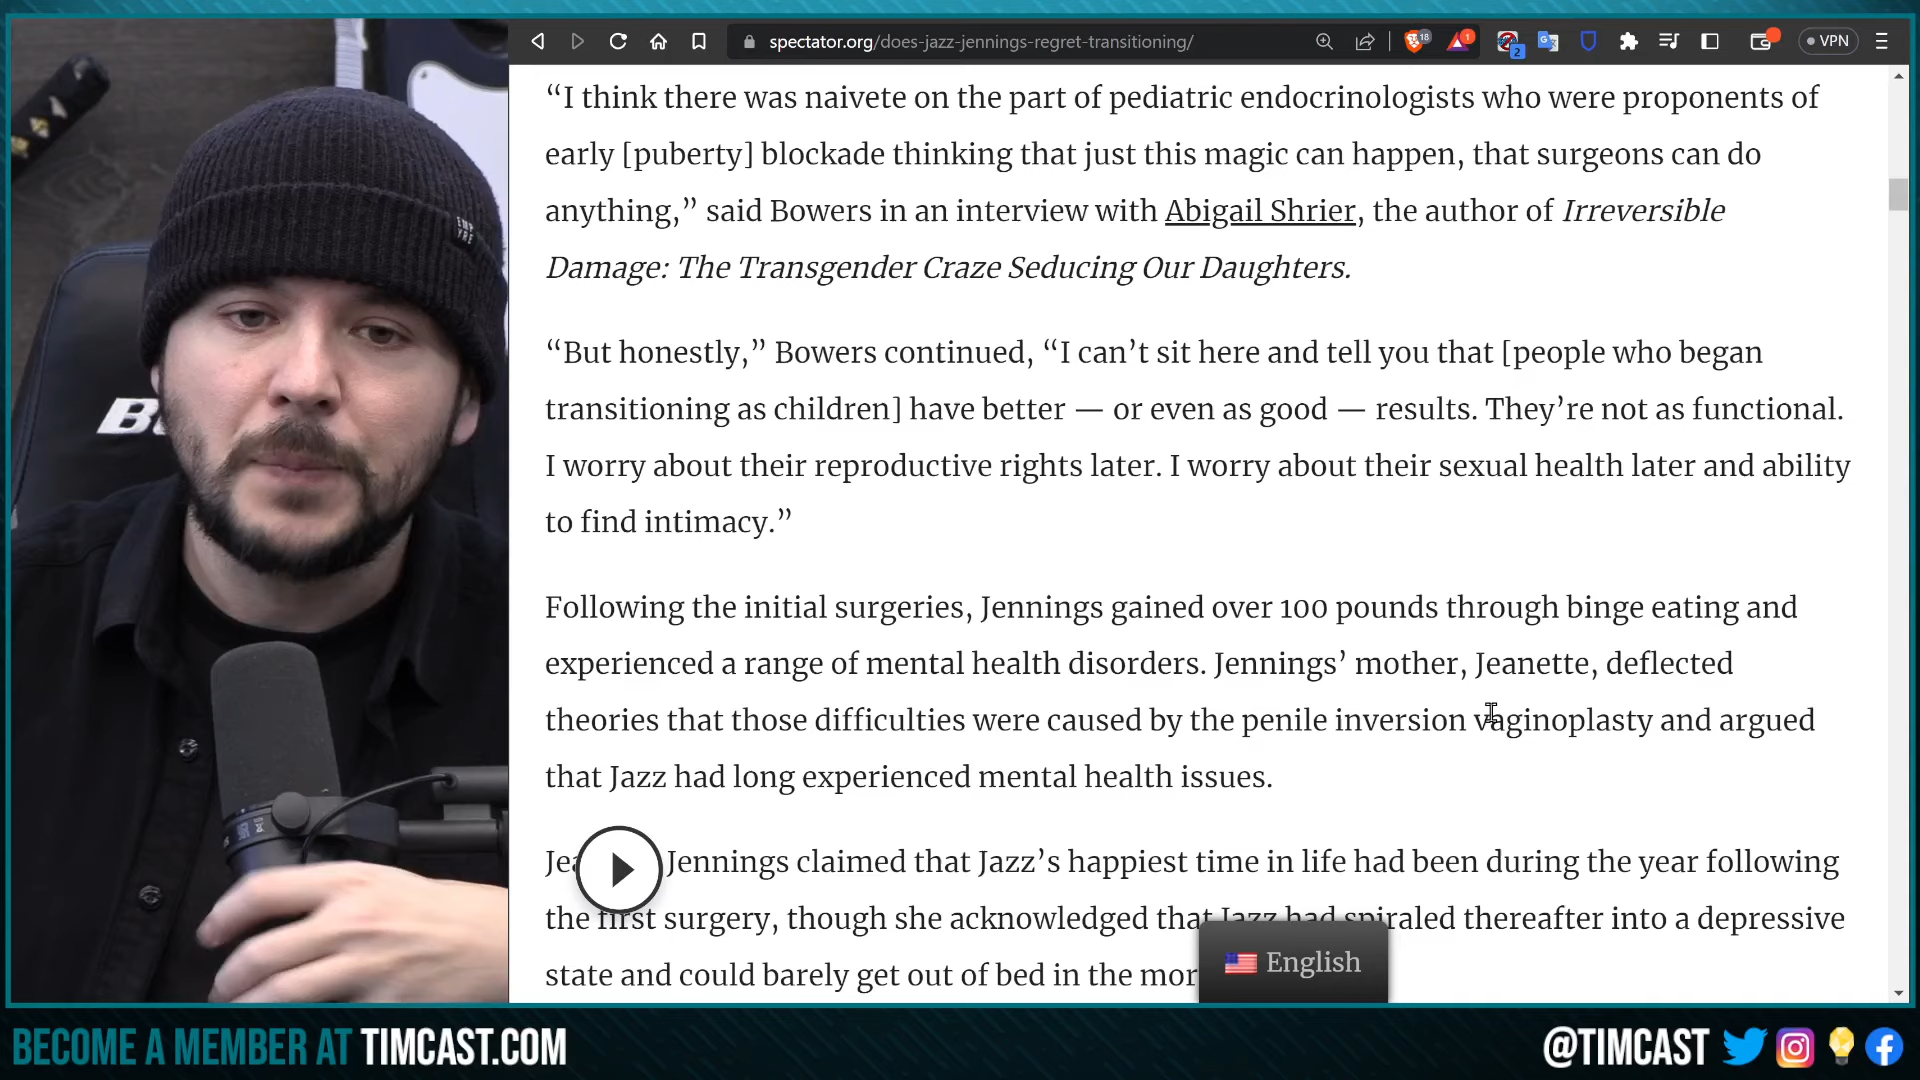 spectator.org/does-jazz-jennings-regret-transitioning/
18
1
2
VPN
“I think there was naivete on the part of pediatric endocrinologists who were proponents of
early [puberty] blockade thinking that just this magic can happen, that surgeons can do
anything,” said Bowers in an interview with Abigail Shrier, the author of Irreversible
Damage: The Transgender Craze Seducing Our Daughters.
“But honestly,” Bowers continued, “I can’t sit here and tell you that [people who began
transitioning as children] have better — or even as good — results. They’re not as functional.
I worry about their reproductive rights later. I worry about their sexual health later and ability
to find intimacy.”
Following the initial surgeries, Jennings gained over 100 pounds through binge eating and
experienced a range of mental health disorders. Jennings’ mother, Jeanette, deflected
theories that those difficulties were caused by the penile inversion vaginoplasty and argued
that Jazz had long experienced mental health issues.
Jennings claimed that Jazz’s happiest time in life had been during the year following
the first surgery, though she acknowledged that Jazz had spiraled thereafter into a depressive
state and could barely get out of bed in the mor
English
BECOME A MEMBER AT TIMCAST.COM
@TIMCAST